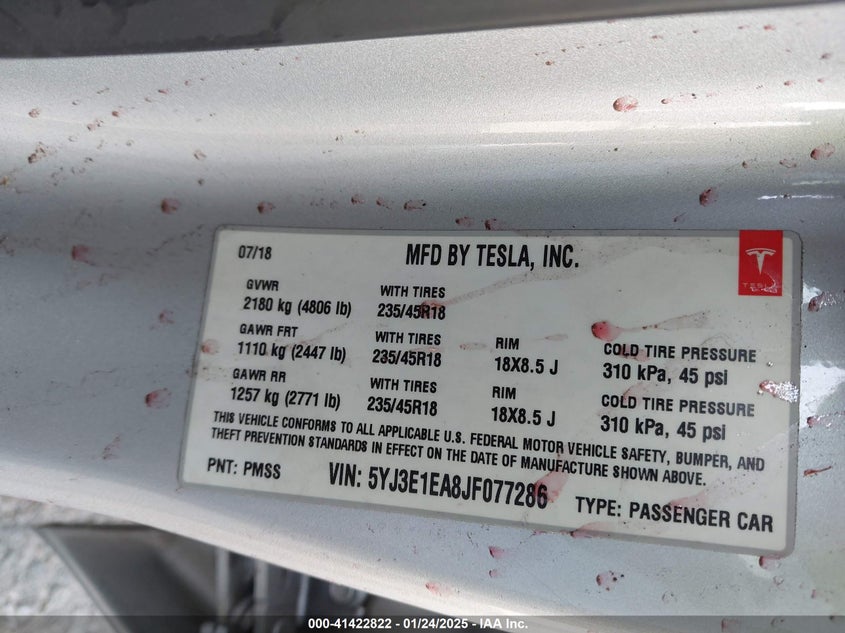 07/18 MFD BY TESLA, INC.
TESLA
GVWR WITH TIRES
2180 kg (4806 lb) 235/45R18
GAWR FRT WITH TIRES RIM COLD TIRE PRESSURE
1110 kg (2447 lb) 235/45R18 18X8.5 J 310 kPa, 45 psi
GAWR RR WITH TIRES RIM COLD TIRE PRESSURE
1257 kg (2771 lb) 235/45R18 18X8.5 J 310 kPa, 45 psi
THIS VEHICLE CONFORMS TO ALL APPLICABLE U.S. FEDERAL MOTOR VEHICLE SAFETY, BUMPER, AND
THEFT PREVENTION STANDARDS IN EFFECT ON THE DATE OF MANUFACTURE SHOWN ABOVE.
PNT: PMSS VIN: 5YJ3E1EA8JF077286 TYPE: PASSENGER CAR
000-41422822 - 01/24/2025 - IAA, Inc.